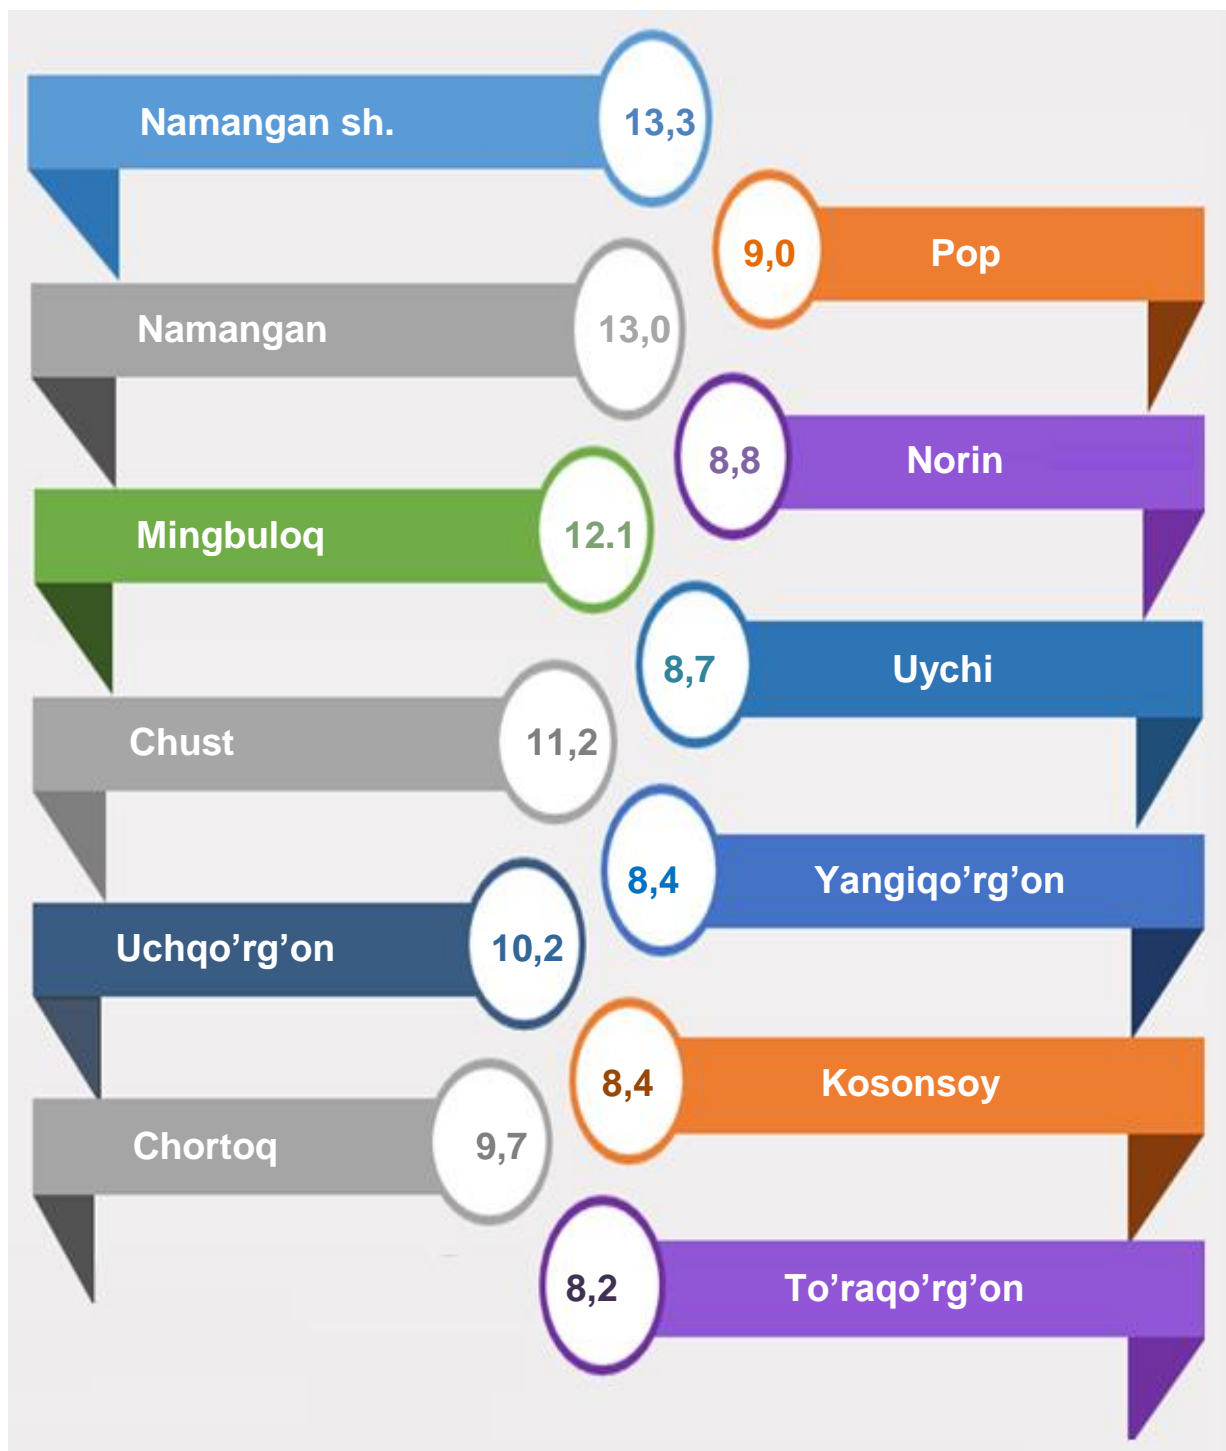 Namangan sh. 13,3
9,0 Pop
Namangan 13,0
8,8 Norin
Mingbuloq 12.1
8,7 Uychi
Chust 11,2
8,4 Yangiqo’rg’on
Uchqo’rg’on 10,2
8,4 Kosonsoy
Chortoq 9,7
8,2 To’raqo’rg’on